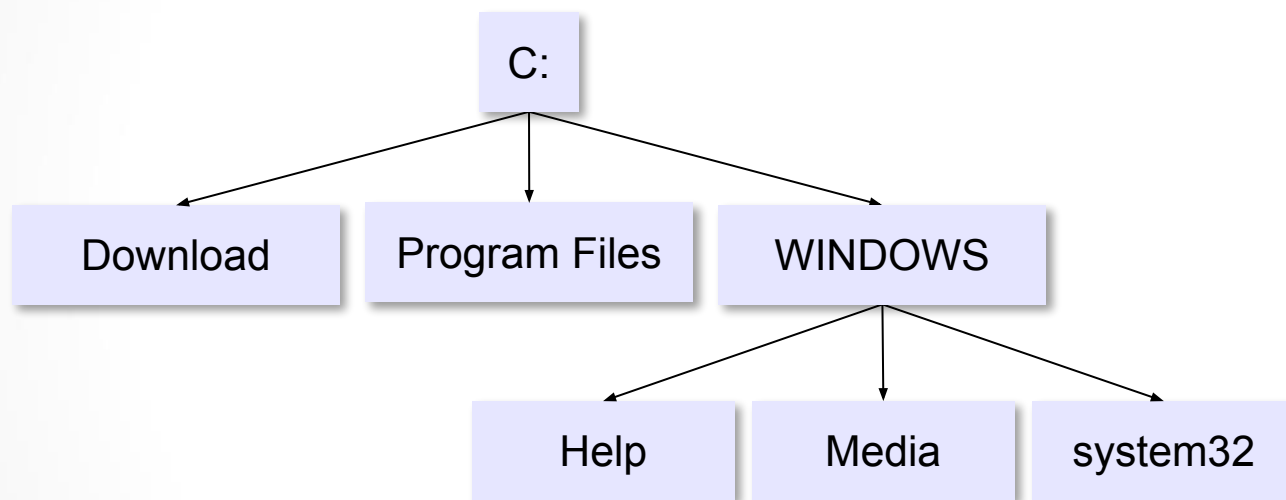 C:
Download
Program Files
WINDOWS
Help
Media
system32